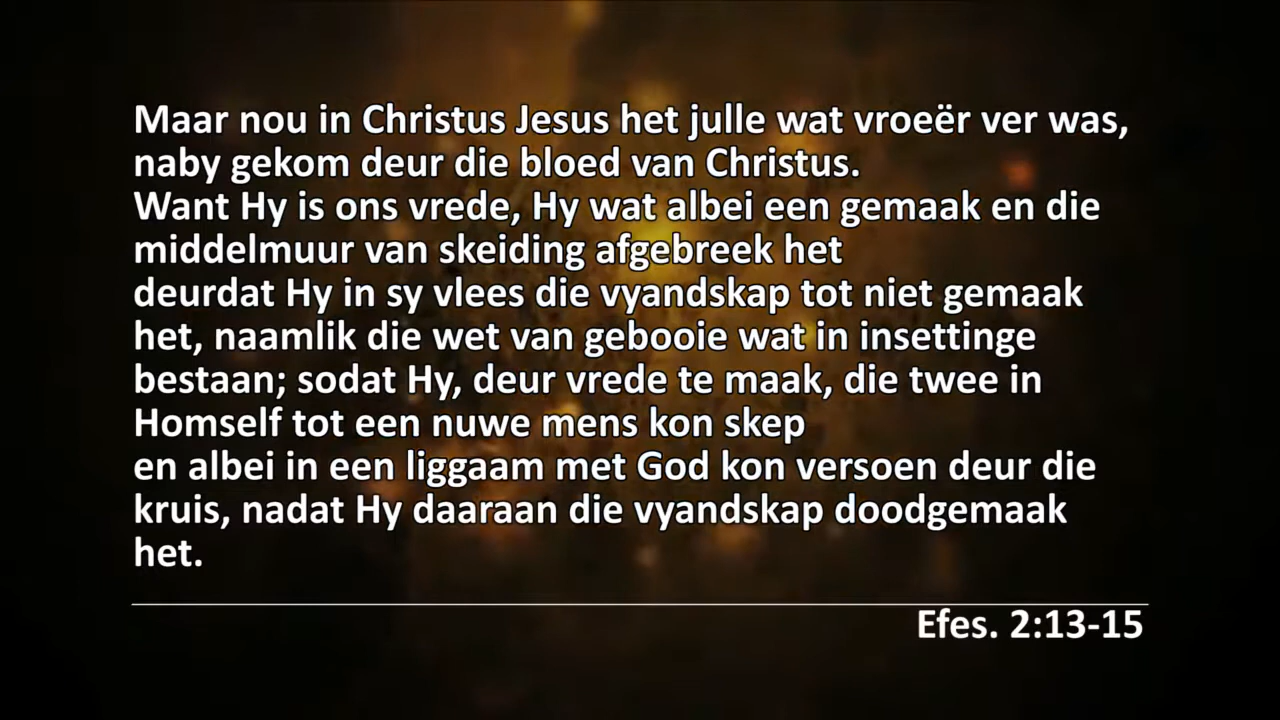 Maar nou in Christus Jesus het julle wat vroeër ver was,
naby gekom deur die bloed van Christus.
Want Hy is ons vrede, Hy wat albei een gemaak en die
middelmuur van skeiding afgebreek het
deurdat Hy in sy vlees die vyandskap tot niet gemaak
het, naamlik die wet van gebooie wat in insettinge
bestaan; sodat Hy, deur vrede te maak, die twee in
Homself tot een nuwe mens kon skep
en albei in een liggaam met God kon versoen deur die
kruis, nadat Hy daaraan die vyandskap doodgemaak
het.
Efes. 2:13-15